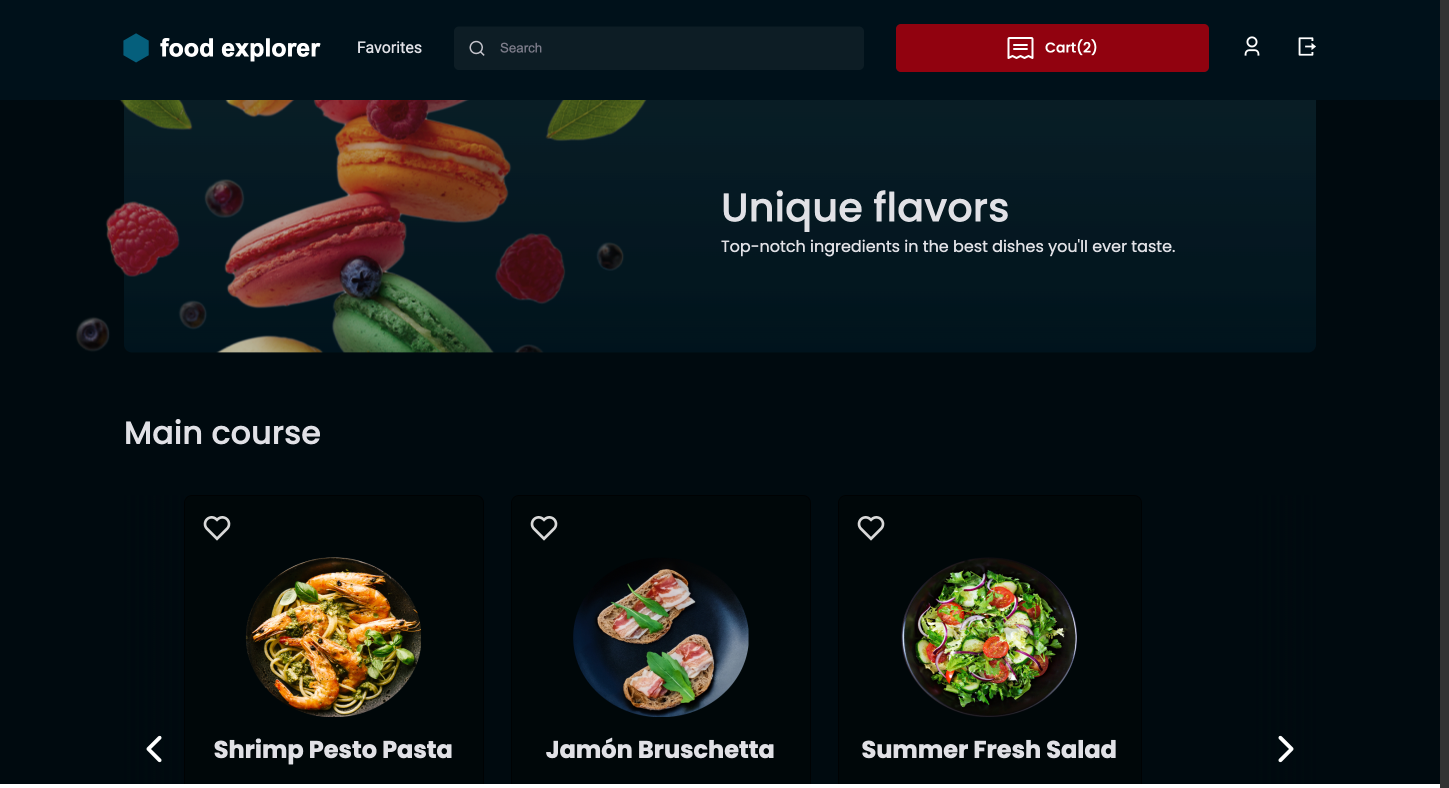 food explorer
Favorites
Search
Cart(2)
Unique flavors
Top-notch ingredients in the best dishes you'll ever taste.
Main course
Shrimp Pesto Pasta
Jamón Bruschetta
Summer Fresh Salad